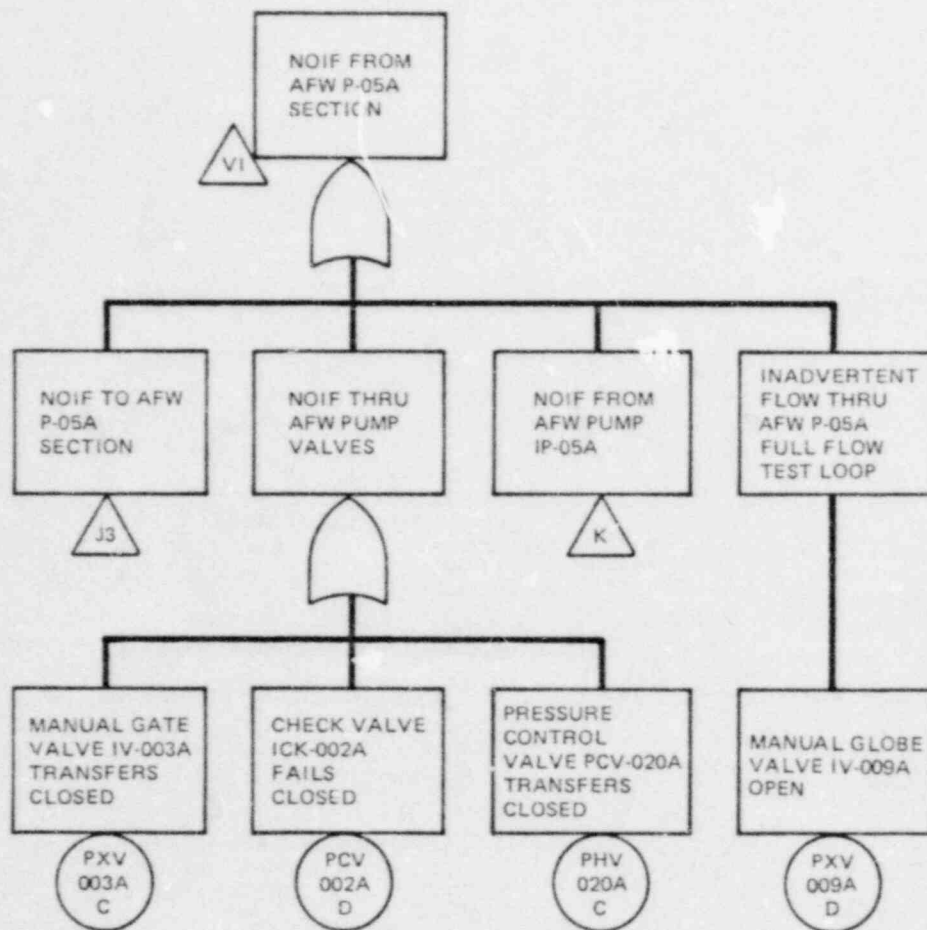 NOIF FROM
AFW P-05A
SECTION
VI
NOIF TO AFW
P-05A
SECTION
J3
NOIF THRU
AFW PUMP
VALVES
NOIF FROM
AFW PUMP
IP-05A
K
INADVERTENT
FLOW THRU
AFW P-05A
FULL FLOW
TEST LOOP
MANUAL GATE
VALVE IV-003A
TRANSFERS
CLOSED
PXV
003A
C
CHECK VALVE
ICK-002A
FAILS
CLOSED
PCV
002A
D
PRESSURE
CONTROL
VALVE PCV-020A
TRANSFERS
CLOSED
PHV
020A
C
MANUAL GLOBE
VALVE IV-009A
OPEN
PXV
009A
D